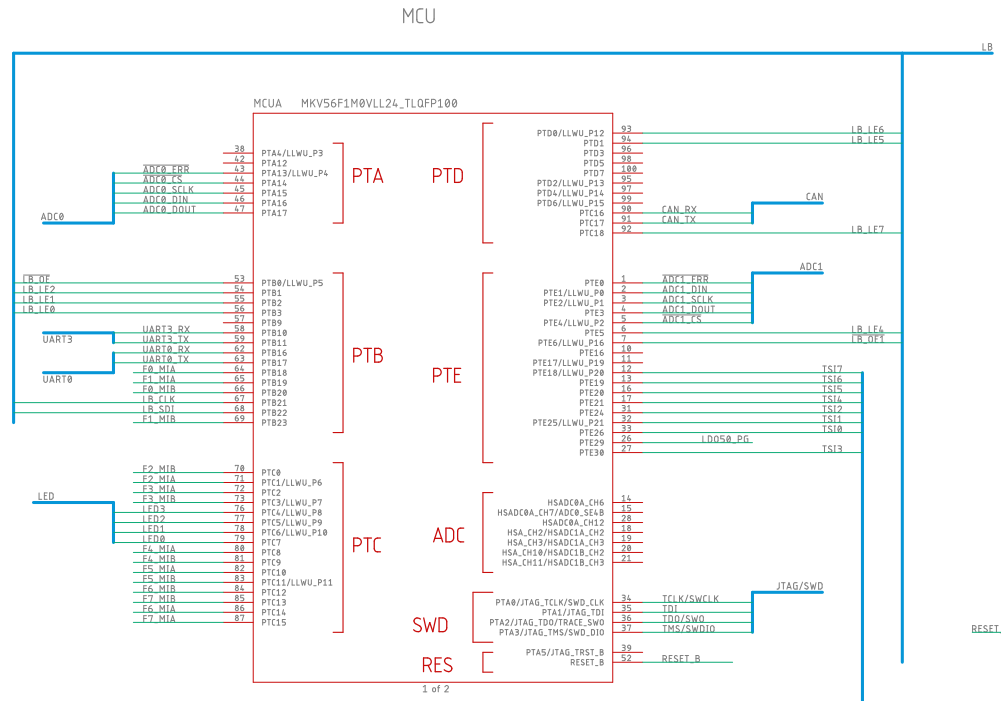 MCU
LB
MCUA MKV56F1M0VLL24_TLQFP100
38 PTA4/LLWU_P3
42 PTA12
ADC0_ERR 43 PTA13/LLWU_P4
ADC0_CS 44 PTA14
ADC0_SCLK 45 PTA15
ADC0_DIN 46 PTA16
ADC0_DOUT 47 PTA17
ADC0
PTA
LB_OE 53 PTB0/LLWU_P5
LB_LE2 54 PTB1
LB_LE1 55 PTB2
LB_LE0 56 PTB3
57 PTB9
UART3_RX 58 PTB10
UART3 UART3_TX 59 PTB11
UART0_RX 62 PTB16
UART0_TX 63 PTB17
F0_MIA 64 PTB18
UART0 F1_MIA 65 PTB19
F0_MIB 66 PTB20
LB_CLK 67 PTB21
LB_SDI 68 PTB22
F1_MIB 69 PTB23
PTB
F2_MIB 70 PTC0
F2_MIA 71 PTC1/LLWU_P6
F3_MIA 72 PTC2
F3_MIB 73 PTC3/LLWU_P7
LED LED3 76 PTC4/LLWU_P8
LED2 77 PTC5/LLWU_P9
LED1 78 PTC6/LLWU_P10
LED0 79 PTC7
F4_MIA 80 PTC8
F4_MIB 81 PTC9
F5_MIA 82 PTC10
F5_MIB 83 PTC11/LLWU_P11
F6_MIB 84 PTC12
F7_MIB 85 PTC13
F6_MIA 86 PTC14
F7_MIA 87 PTC15
PTC
PTD
PTD0/LLWU_P12 93 LB_LE6
PTD1 94 LB_LE5
PTD3 96
PTD5 98
PTD7 100
PTD2/LLWU_P13 95
PTD4/LLWU_P14 97
PTD6/LLWU_P15 99
PTC16 90 CAN_RX
PTC17 91 CAN_TX
PTC18 92 LB_LE7
CAN
PTE
ADC1
PTE0 1 ADC1_ERR
PTE1/LLWU_P0 2 ADC1_DIN
PTE2/LLWU_P1 3 ADC1_SCLK
PTE3 4 ADC1_DOUT
PTE4/LLWU_P2 5 ADC1_CS
PTE5 6 LB_LE4
PTE6/LLWU_P16 7 LB_OE1
PTE16 10
PTE17/LLWU_P19 11
PTE18/LLWU_P20 12 TSI7
PTE19 13 TSI6
PTE20 16 TSI5
PTE21 17 TSI4
PTE24 31 TSI2
PTE25/LLWU_P21 32 TSI1
PTE26 33 TSI0
PTE29 26 LDO50_PG
PTE30 27 TSI3
ADC
HSADC0A_CH6 14
HSADC0A_CH7/ADC0_SE4B 15
HSADC0A_CH12 28
HSA_CH2/HSADC1A_CH2 18
HSA_CH3/HSADC1A_CH3 19
HSA_CH10/HSADC1B_CH2 20
HSA_CH11/HSADC1B_CH3 21
SWD
JTAG/SWD
PTA0/JTAG_TCLK/SWD_CLK 34 TCLK/SWCLK
PTA1/JTAG_TDI 35 TDI
PTA2/JTAG_TDO/TRACE_SWO 36 TDO/SWO
PTA3/JTAG_TMS/SWD_DIO 37 TMS/SWDIO
RES
PTA5/JTAG_TRST_B 39
RESET_B 52 RESET_B
RESET_
1 of 2